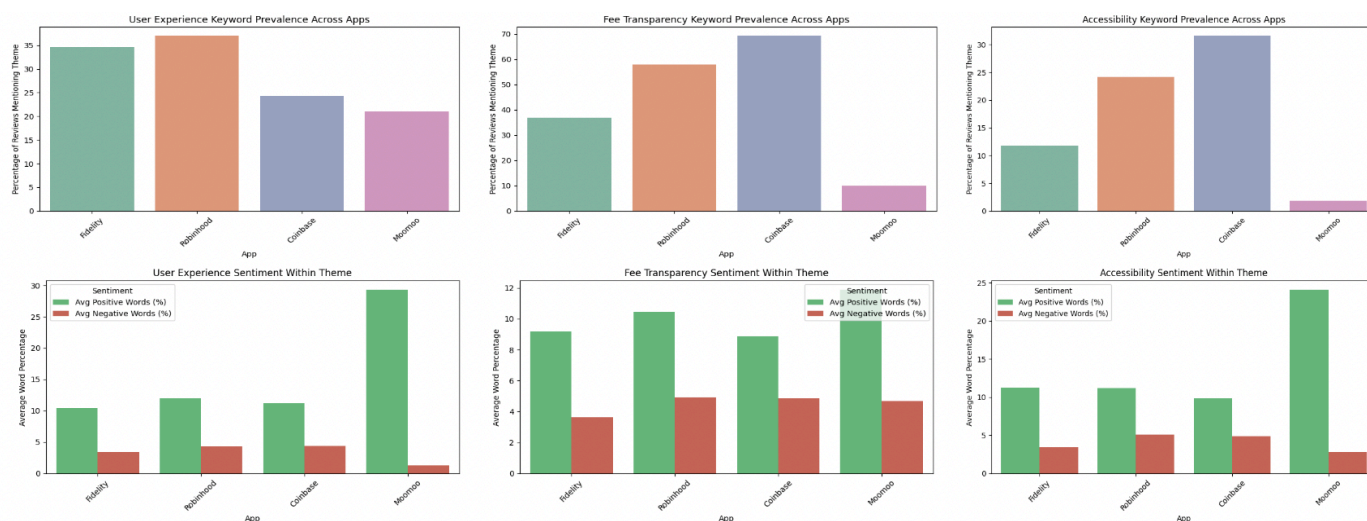 User Experience Keyword Prevalence Across Apps
Percentage of Reviews Mentioning Theme
35
30
25
20
15
10
5
0
Fidelity
Robinhood
Coinbase
Moomoo
App
Fee Transparency Keyword Prevalence Across Apps
Percentage of Reviews Mentioning Theme
70
60
50
40
30
20
10
0
Fidelity
Robinhood
Coinbase
Moomoo
App
Accessibility Keyword Prevalence Across Apps
Percentage of Reviews Mentioning Theme
30
25
20
15
10
5
0
Fidelity
Robinhood
Coinbase
Moomoo
App
User Experience Sentiment Within Theme
Average Word Percentage
30
25
20
15
10
5
0
Sentiment
Avg Positive Words (%)
Avg Negative Words (%)
Fidelity
Robinhood
Coinbase
Moomoo
App
Fee Transparency Sentiment Within Theme
Average Word Percentage
12
10
8
6
4
2
0
Sentiment
Avg Positive Words (%)
Avg Negative Words (%)
Fidelity
Robinhood
Coinbase
Moomoo
App
Accessibility Sentiment Within Theme
Average Word Percentage
25
20
15
10
5
0
Sentiment
Avg Positive Words (%)
Avg Negative Words (%)
Fidelity
Robinhood
Coinbase
Moomoo
App